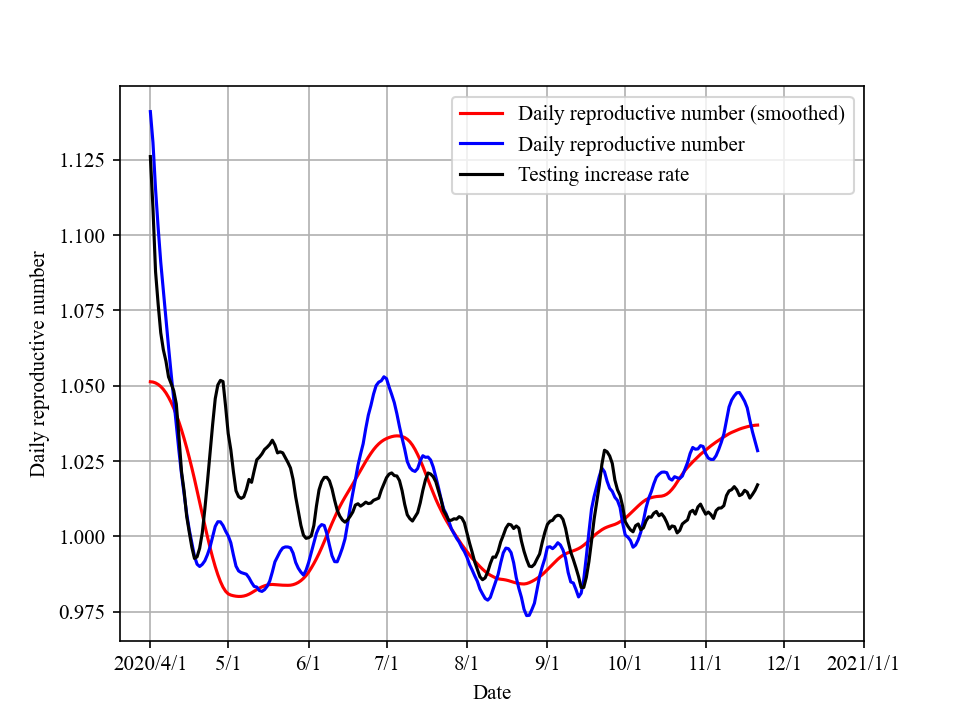 Daily reproductive number (smoothed)
Daily reproductive number
Testing increase rate
Daily reproductive number
1.125
1.100
1.075
1.050
1.025
1.000
0.975
2020/4/1 5/1 6/1 7/1 8/1 9/1 10/1 11/1 12/1 2021/1/1
Date